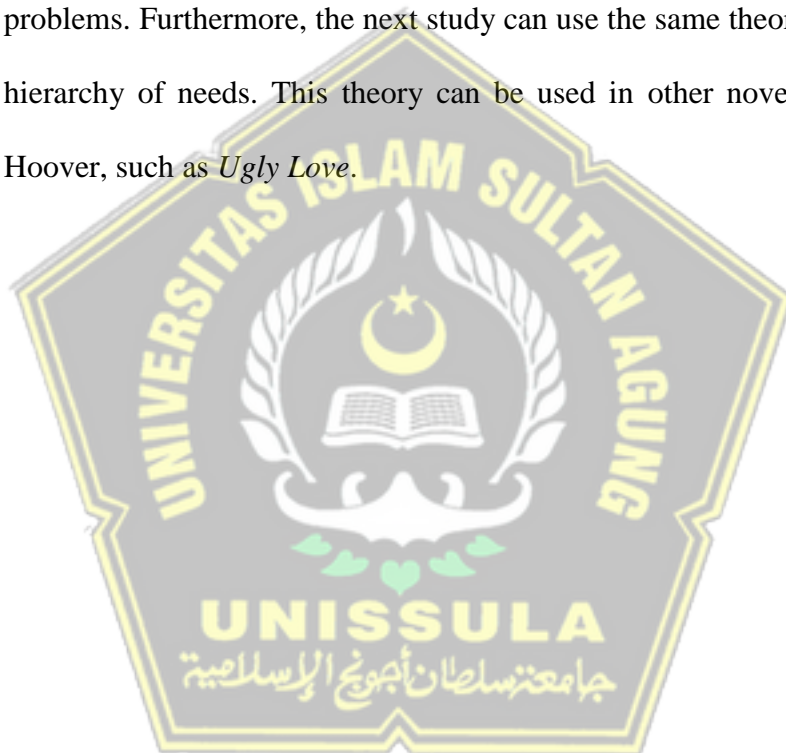 problems. Furthermore, the next study can use the same theor
hierarchy of needs. This theory can be used in other nove
Hoover, such as Ugly Love.
UNIVERSITAS ISLAM SULTAN AGUNG
UNISSULA
جامعة سلطان أجونج الإسلامية